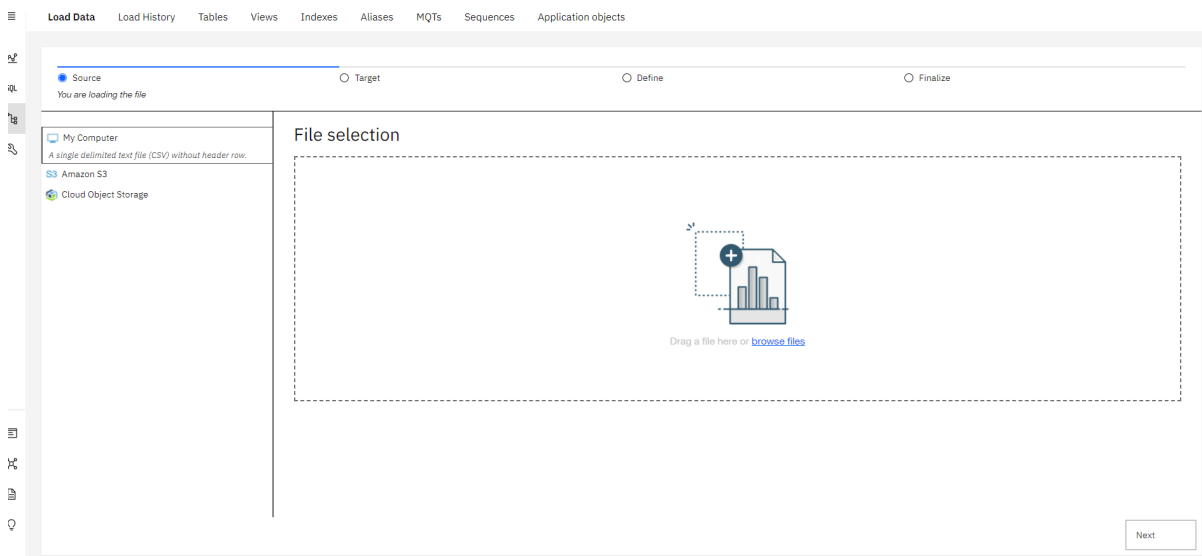 Load Data Load History Tables Views Indexes Aliases MQTs Sequences Application objects
Source Target Define Finalize
You are loading the file
SQL
My Computer
A single delimited text file (CSV) without header row.
S3 Amazon S3
Cloud Object Storage
File selection
Drag a file here or browse files
Next